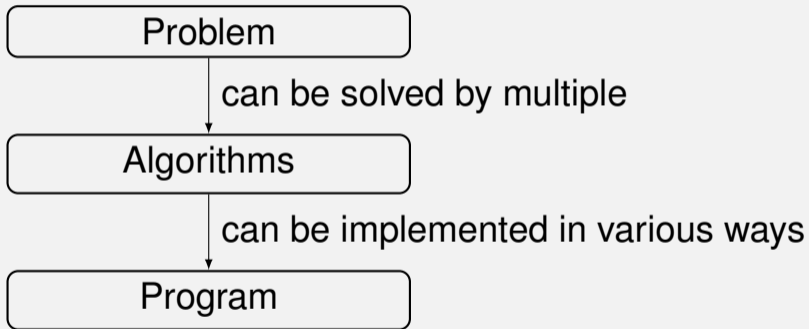 Problem
can be solved by multiple
Algorithms
can be implemented in various ways
Program